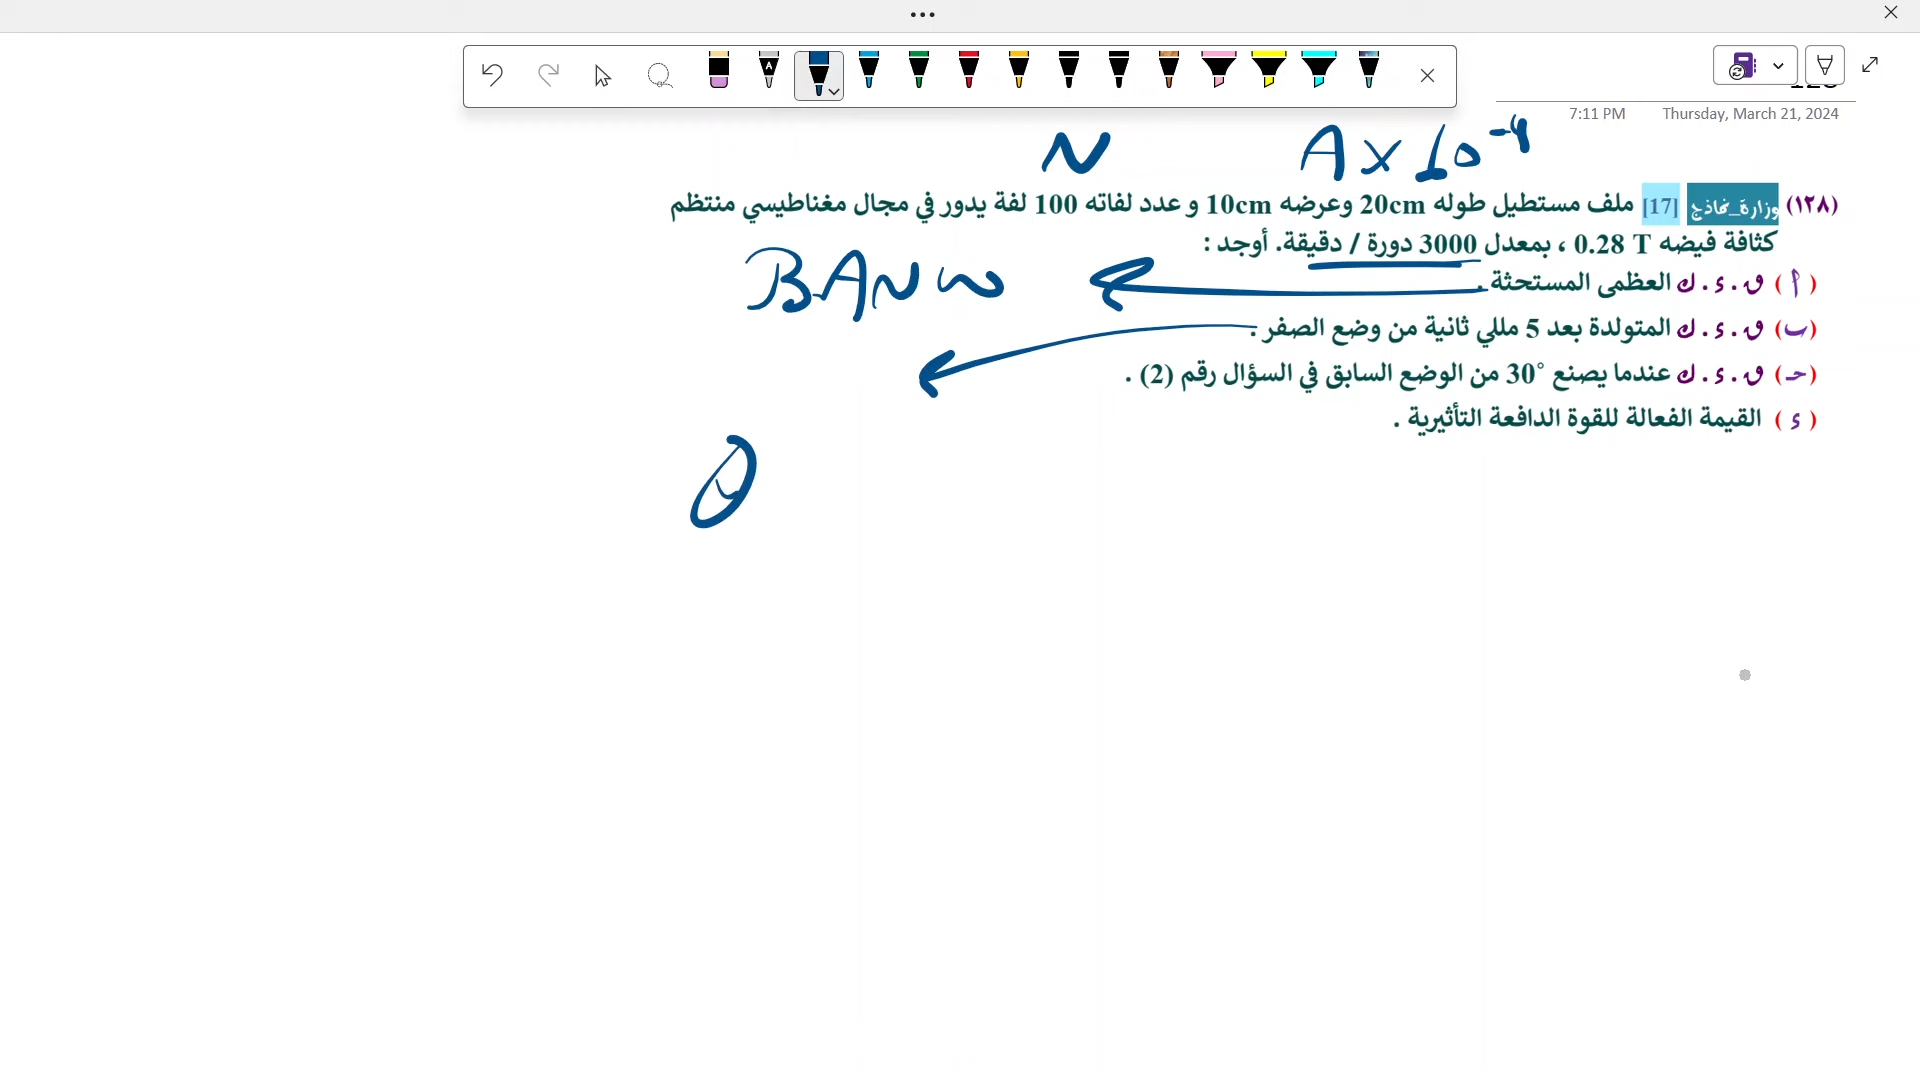 7:11 PM Thursday, March 21, 2024
N A x 10⁻⁴
(١٢٨) وزارة_نماذج [17] ملف مستطيل طوله 20cm وعرضه 10cm و عدد لفاته 100 لفة يدور في مجال مغناطيسي منتظم
كثافة فيضه 0.28 T ، بمعدل 3000 دورة / دقيقة. أوجد :
(أ) ق . ء . ك العظمى المستحثة .
BANω
(ب) ق . ء . ك المتولدة بعد 5 مللي ثانية من وضع الصفر .
(حـ) ق . ء . ك عندما يصنع 30° من الوضع السابق في السؤال رقم (2) .
(ء) القيمة الفعالة للقوة الدافعة التأثيرية .
θ